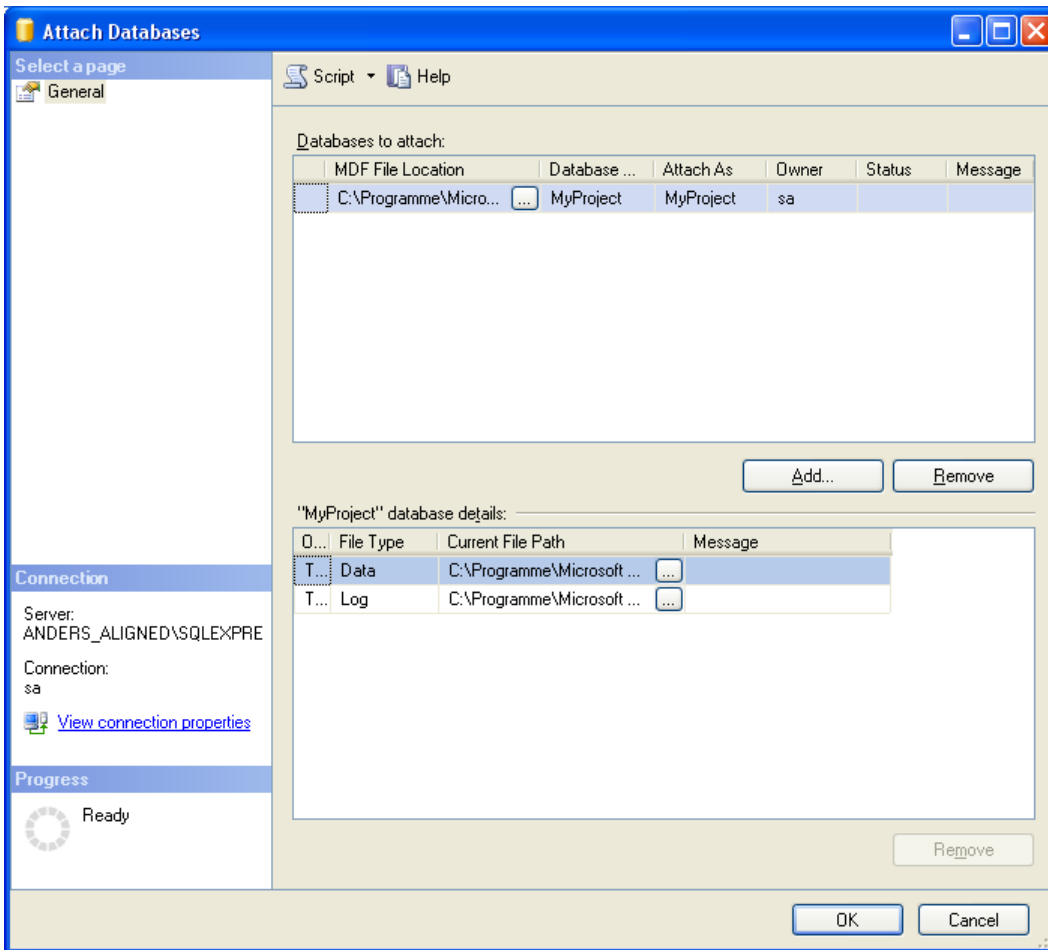 Attach Databases
Select a page
General
Script Help
Databases to attach:
MDF File Location Database ... Attach As Owner Status Message
C:\Programme\Micro... ... MyProject MyProject sa
Add... Remove
"MyProject" database details:
O... File Type Current File Path Message
T... Data C:\Programme\Microsoft ... ...
T... Log C:\Programme\Microsoft ... ...
Connection
Server:
ANDERS_ALIGNED\SQLEXPRE
Connection:
sa
View connection properties
Progress
Ready
Remove
OK Cancel